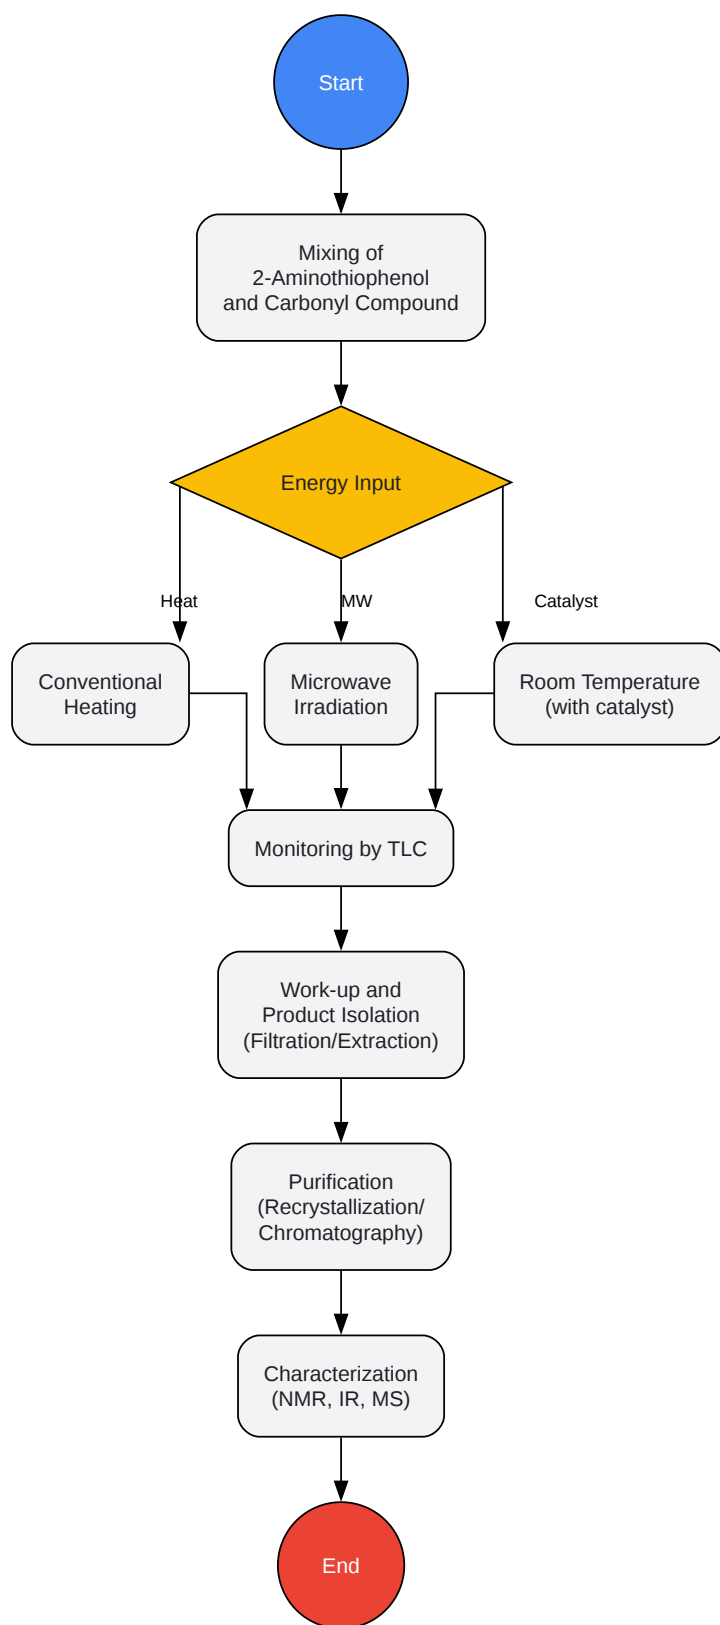 Start
Mixing of
2-Aminothiophenol
and Carbonyl Compound
Energy Input
Heat
MW
Catalyst
Conventional
Heating
Microwave
Irradiation
Room Temperature
(with catalyst)
Monitoring by TLC
Work-up and
Product Isolation
(Filtration/Extraction)
Purification
(Recrystallization/
Chromatography)
Characterization
(NMR, IR, MS)
End